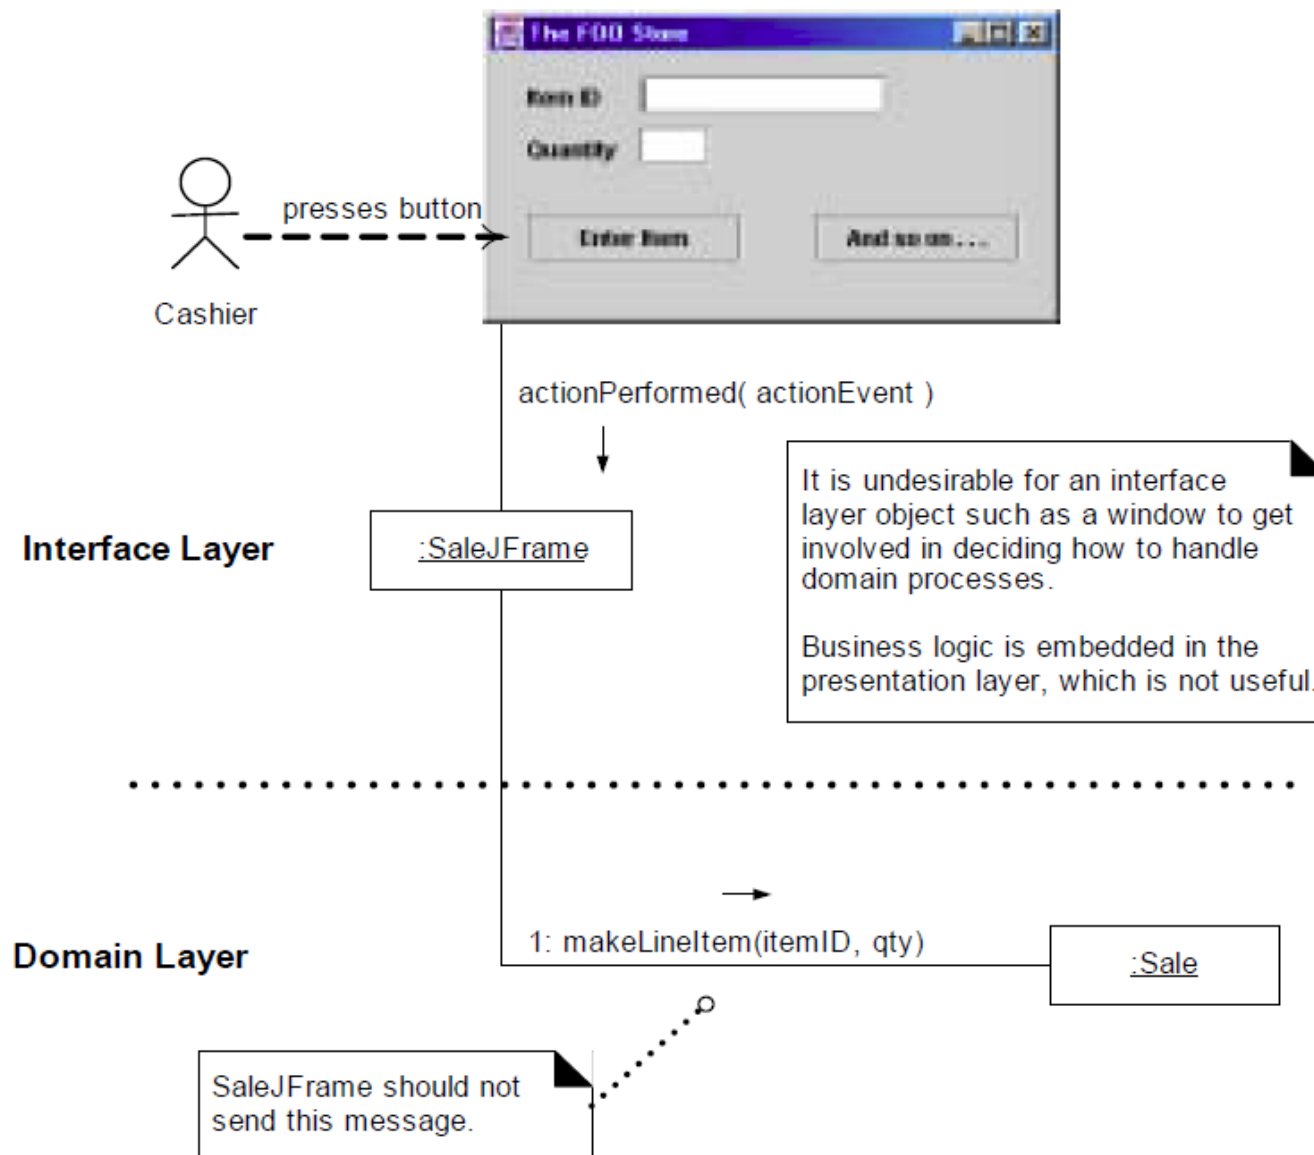 The FOO Store
Item ID
Quantity
presses button
Enter Item
And so on . . .
Cashier
actionPerformed( actionEvent )
It is undesirable for an interface
layer object such as a window to get
involved in deciding how to handle
domain processes.
Business logic is embedded in the
presentation layer, which is not useful.
Interface Layer
:SaleJFrame
1: makeLineItem(itemID, qty)
Domain Layer
:Sale
SaleJFrame should not
send this message.